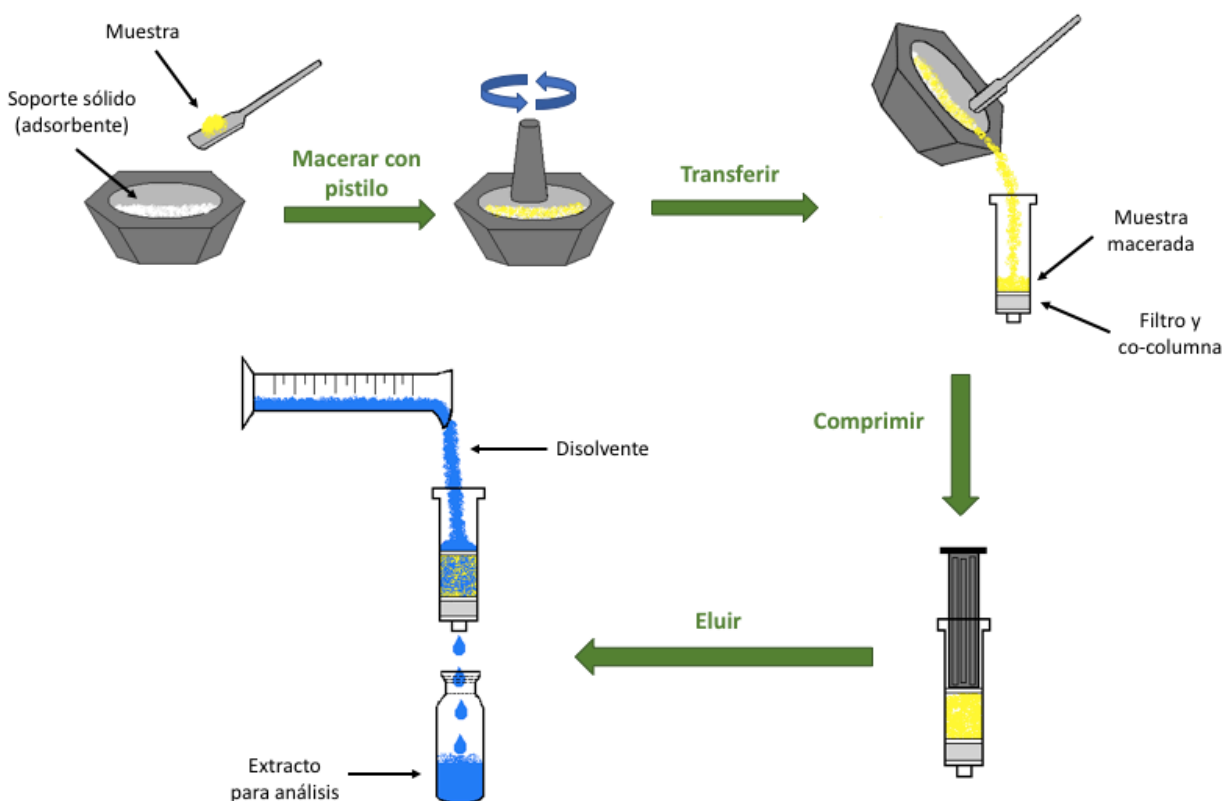 Muestra
Soporte sólido
(adsorbente)
Macerar con
pistilo
Transferir
Muestra
macerada
Filtro y
co-columna
Comprimir
Disolvente
Eluir
Extracto
para análisis